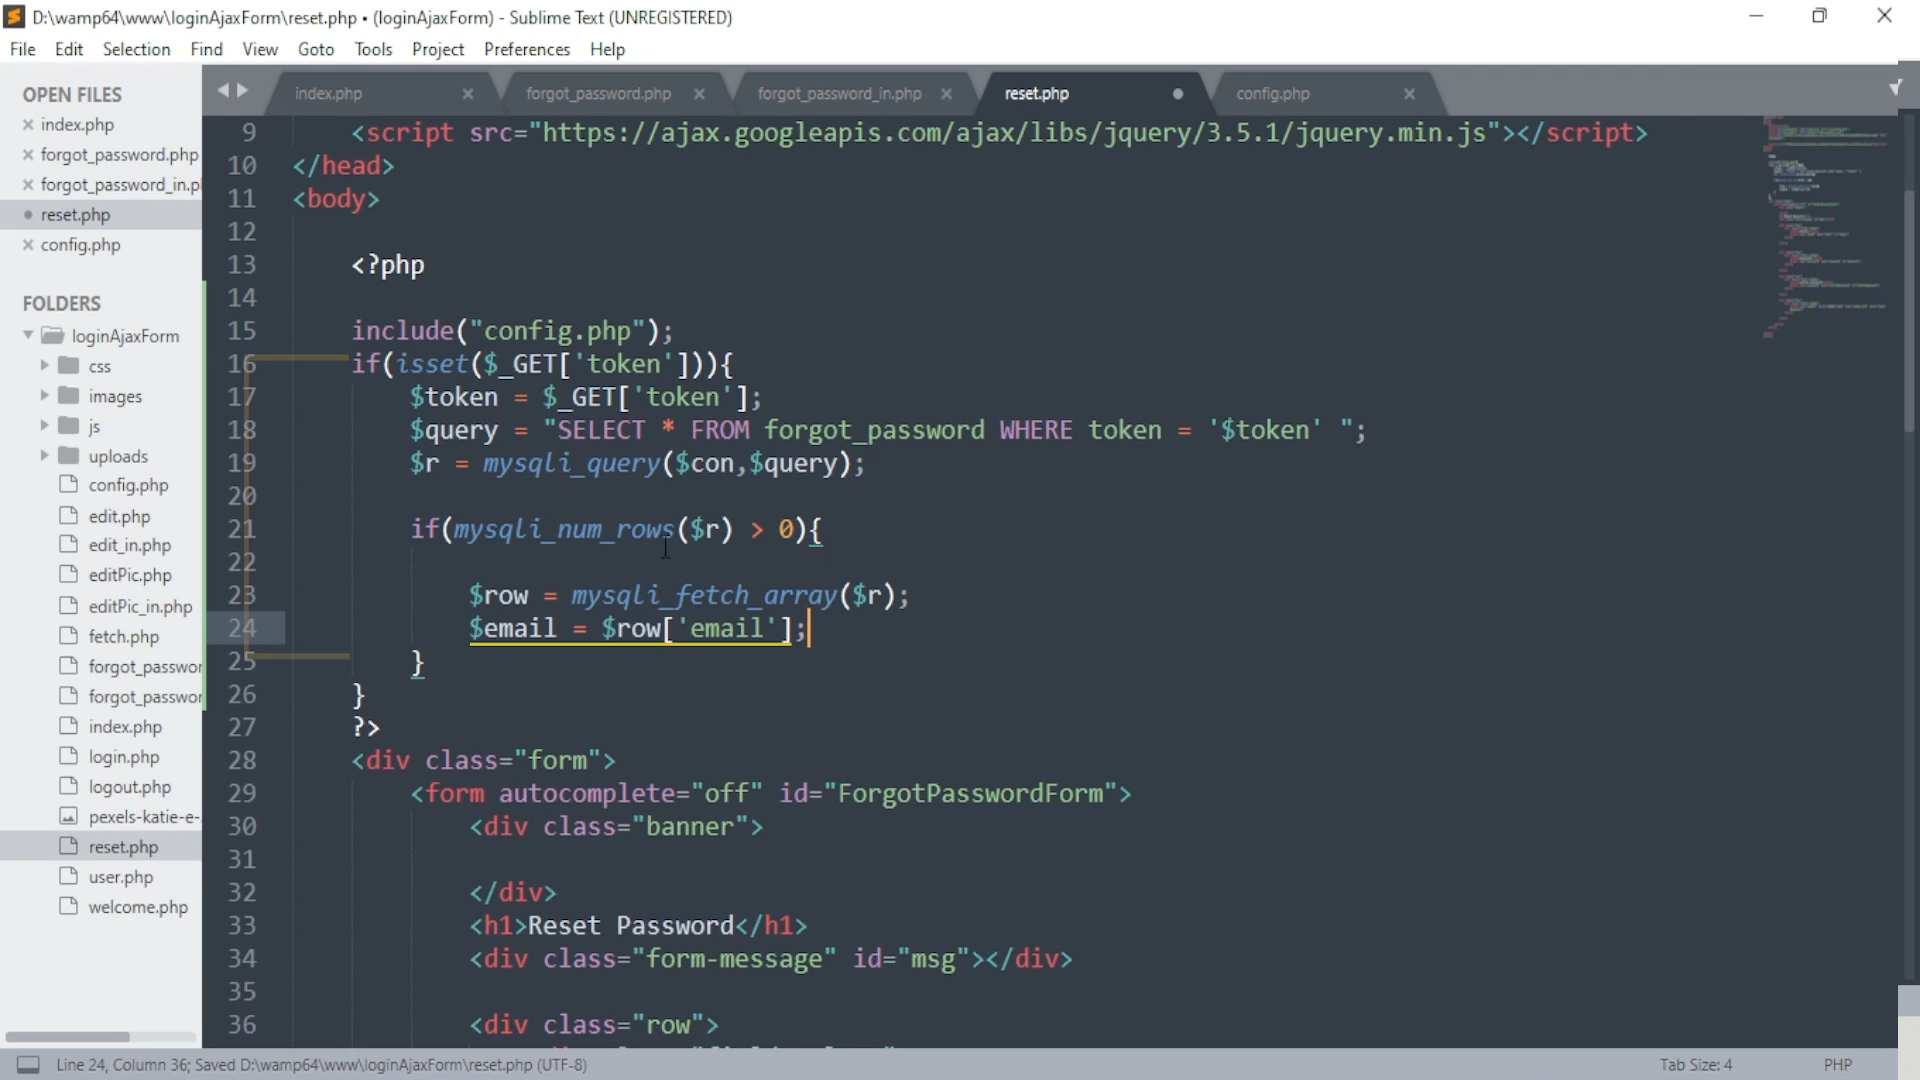 D:\wamp64\www\loginAjaxForm\reset.php • (loginAjaxForm) - Sublime Text (UNREGISTERED)
File Edit Selection Find View Goto Tools Project Preferences Help
OPEN FILES
index.php
forgot_password.php
forgot_password_in.p
reset.php
config.php
FOLDERS
loginAjaxForm
css
images
js
uploads
config.php
edit.php
edit_in.php
editPic.php
editPic_in.php
fetch.php
forgot_passwor
forgot_passwor
index.php
login.php
logout.php
pexels-katie-e-
reset.php
user.php
welcome.php
index.php forgot_password.php forgot_password_in.php reset.php config.php
9 <script src="https://ajax.googleapis.com/ajax/libs/jquery/3.5.1/jquery.min.js"></script>
10 </head>
11 <body>
12
13 <?php
14
15 include("config.php");
16 if(isset($_GET['token'])){
17 $token = $_GET['token'];
18 $query = "SELECT * FROM forgot_password WHERE token = '$token' ";
19 $r = mysqli_query($con,$query);
20
21 if(mysqli_num_rows($r) > 0){
22
23 $row = mysqli_fetch_array($r);
24 $email = $row['email'];
25 }
26 }
27 ?>
28 <div class="form">
29 <form autocomplete="off" id="ForgotPasswordForm">
30 <div class="banner">
31
32 </div>
33 <h1>Reset Password</h1>
34 <div class="form-message" id="msg"></div>
35
36 <div class="row">
Line 24, Column 36; Saved D:\wamp64\www\loginAjaxForm\reset.php (UTF-8) Tab Size: 4 PHP